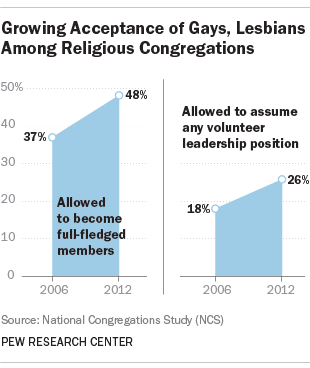 Growing Acceptance of Gays, Lesbians
Among Religious Congregations
50%
40
30
20
10
0
37%
48%
Allowed
to become
full-fledged
members
2006
2012
Allowed to assume
any volunteer
leadership position
18%
26%
2006
2012
Source: National Congregations Study (NCS)
PEW RESEARCH CENTER